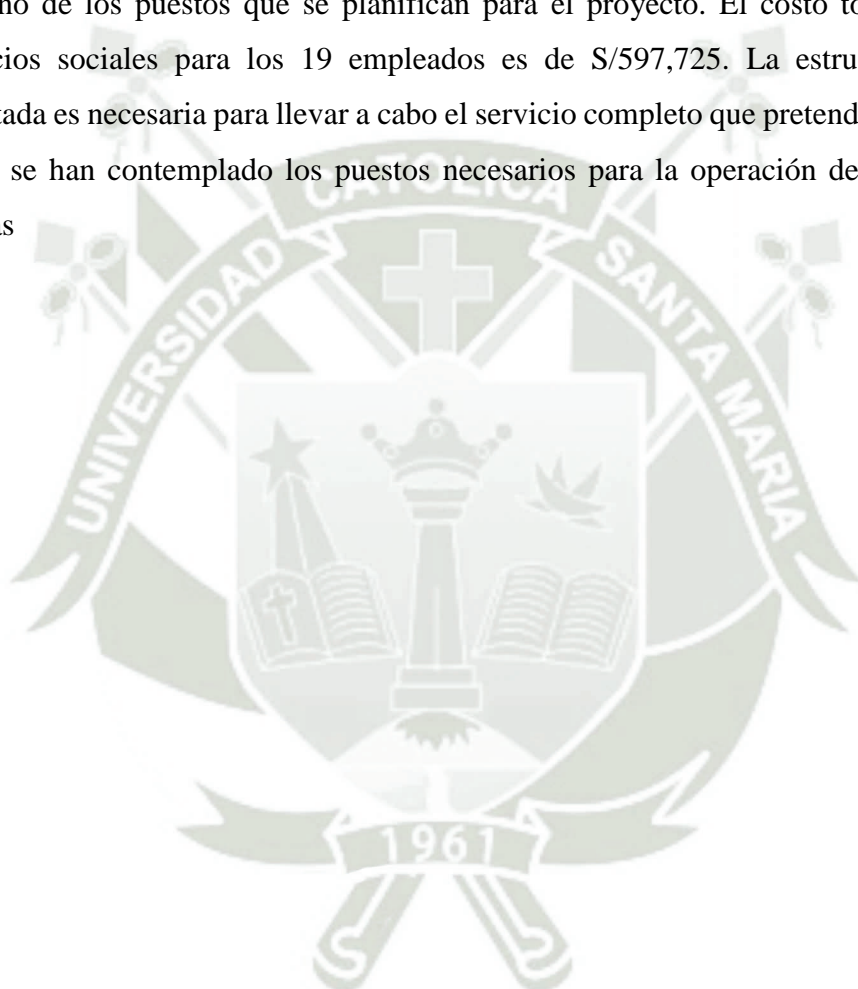 no de los puestos que se planifican para el proyecto. El costo to
cios sociales para los 19 empleados es de S/597,725. La estru
tada es necesaria para llevar a cabo el servicio completo que pretend
se han contemplado los puestos necesarios para la operación de
as
UNIVERSIDAD CATOLICA SANTA MARIA
1961